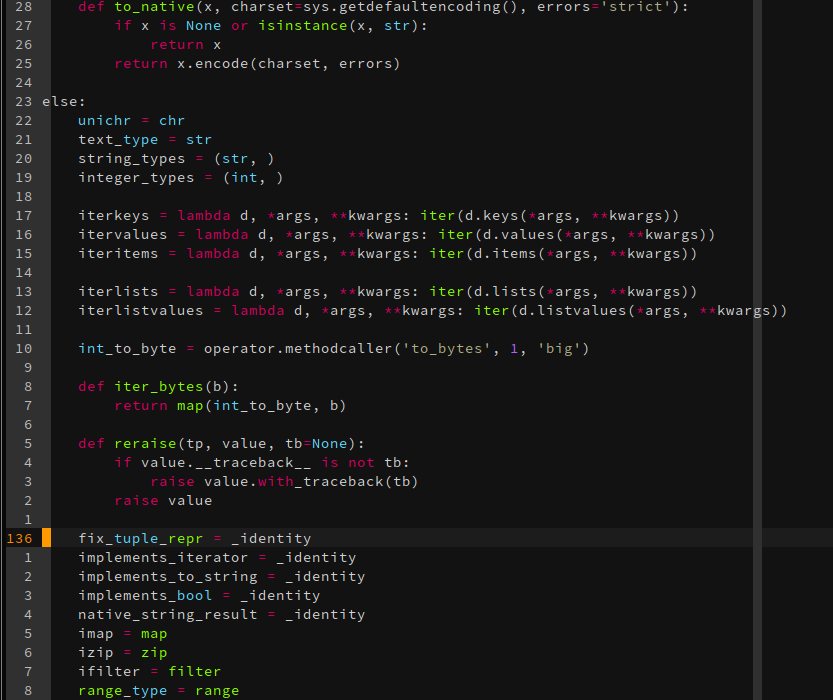 28     def to_native(x, charset=sys.getdefaultencoding(), errors='strict'):
27         if x is None or isinstance(x, str):
26             return x
25         return x.encode(charset, errors)
24
23 else:
22     unichr = chr
21     text_type = str
20     string_types = (str, )
19     integer_types = (int, )
18
17     iterkeys = lambda d, *args, **kwargs: iter(d.keys(*args, **kwargs))
16     itervalues = lambda d, *args, **kwargs: iter(d.values(*args, **kwargs))
15     iteritems = lambda d, *args, **kwargs: iter(d.items(*args, **kwargs))
14
13     iterlists = lambda d, *args, **kwargs: iter(d.lists(*args, **kwargs))
12     iterlistvalues = lambda d, *args, **kwargs: iter(d.listvalues(*args, **kwargs))
11
10     int_to_byte = operator.methodcaller('to_bytes', 1, 'big')
9
8     def iter_bytes(b):
7         return map(int_to_byte, b)
6
5     def reraise(tp, value, tb=None):
4         if value.__traceback__ is not tb:
3             raise value.with_traceback(tb)
2         raise value
1
136     fix_tuple_repr = _identity
1     implements_iterator = _identity
2     implements_to_string = _identity
3     implements_bool = _identity
4     native_string_result = _identity
5     imap = map
6     izip = zip
7     ifilter = filter
8     range_type = range